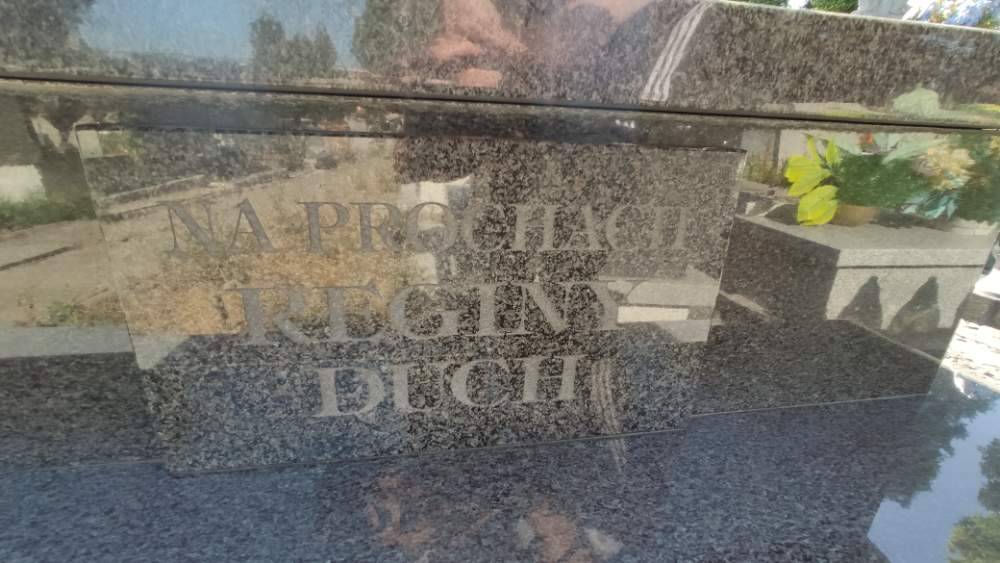 NA PROCHACH
REGINY
DUCH